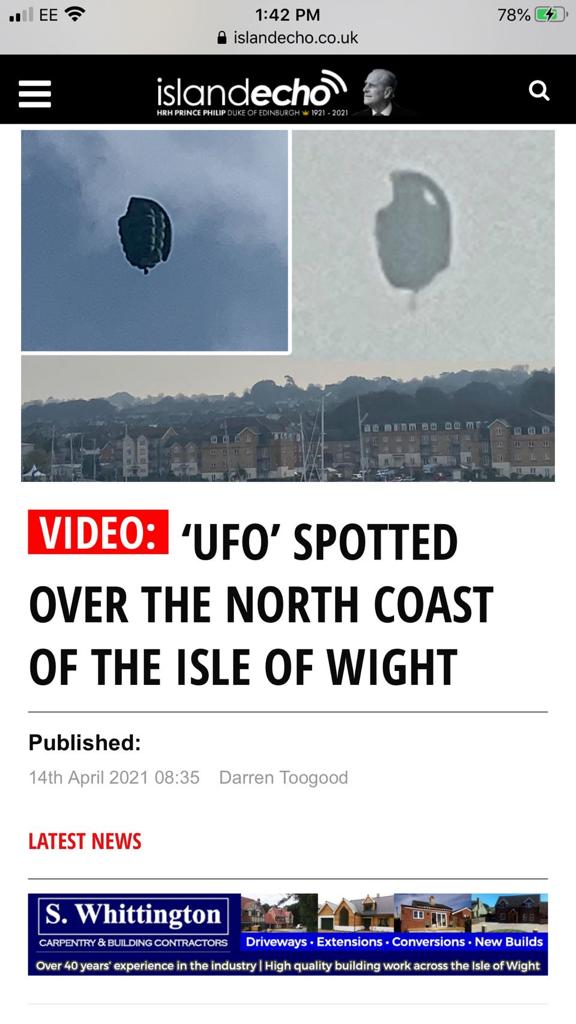 EE 1:42 PM 78%
islandecho.co.uk
islandecho
HRH PRINCE PHILIP DUKE OF EDINBURGH 1921 - 2021
VIDEO: ‘UFO’ SPOTTED
OVER THE NORTH COAST
OF THE ISLE OF WIGHT
Published:
14th April 2021 08:35 Darren Toogood
LATEST NEWS
S. Whittington
CARPENTRY & BUILDING CONTRACTORS
Driveways • Extensions • Conversions • New Builds
Over 40 years' experience in the industry | High quality building work across the Isle of Wight